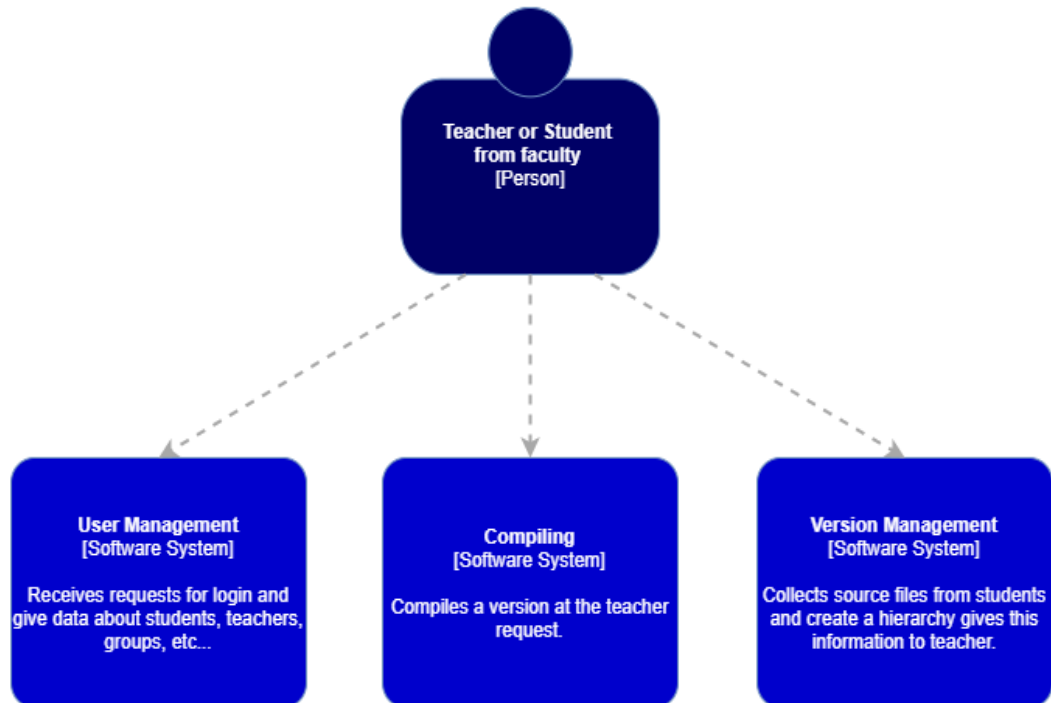 Teacher or Student
from faculty
[Person]
User Management
[Software System]
Receives requests for login and
give data about students, teachers,
groups, etc...
Compiling
[Software System]
Compiles a version at the teacher
request.
Version Management
[Software System]
Collects source files from students
and create a hierarchy gives this
information to teacher.